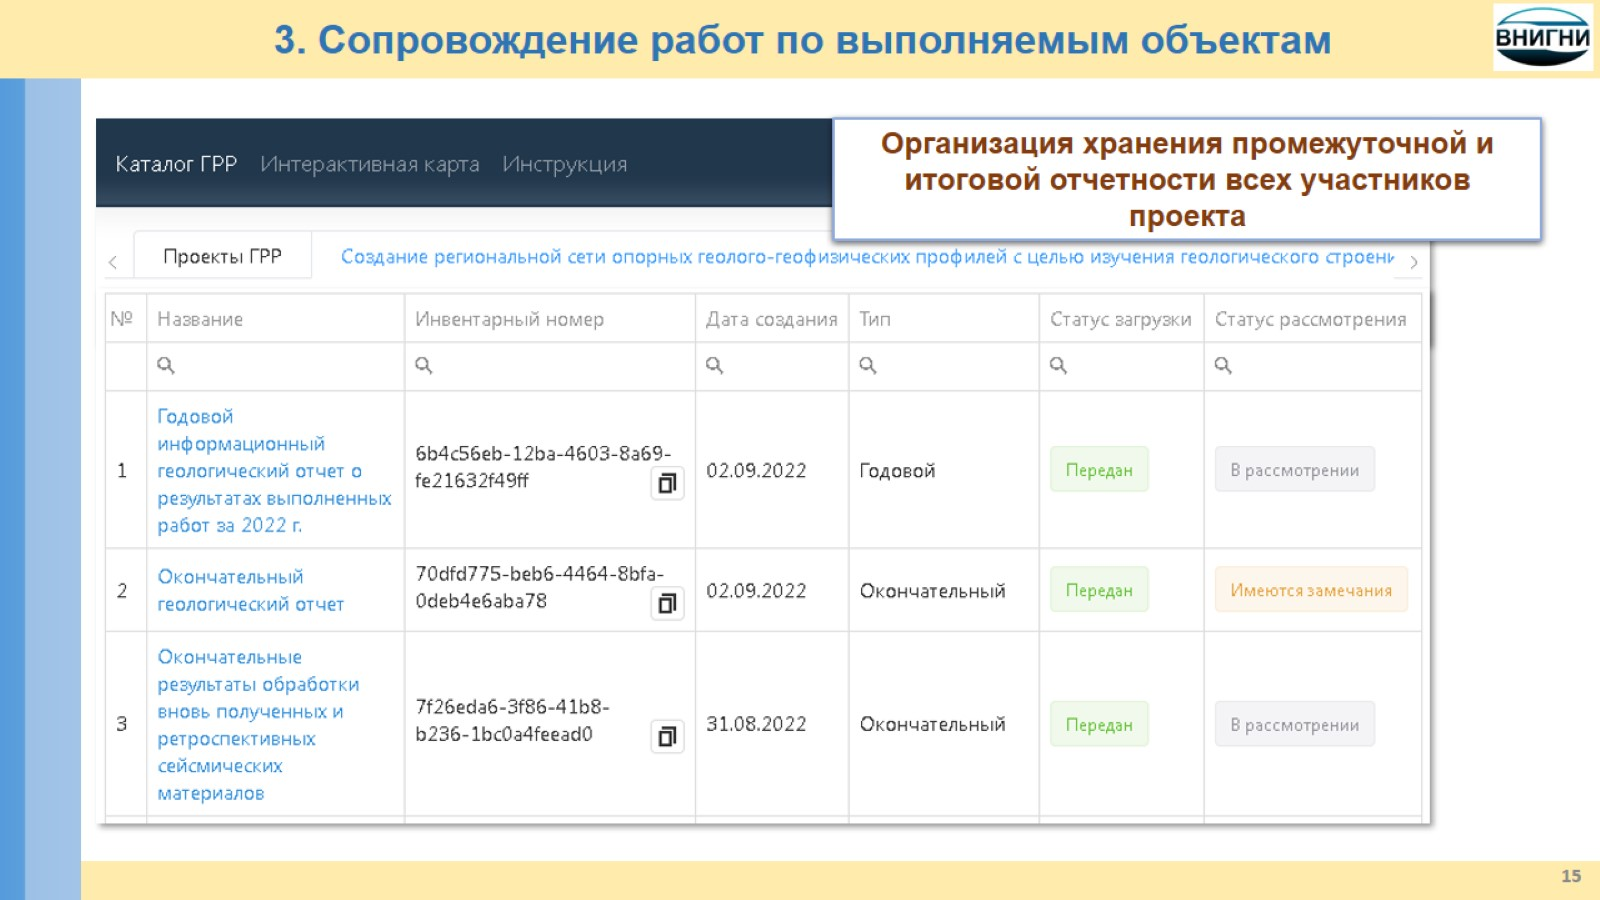 3. Сопровождение работ по выполняемым объектам
ВНИГНИ
Каталог ГРР Интерактивная карта Инструкция
Организация хранения промежуточной и
итоговой отчетности всех участников
проекта
Проекты ГРР
Создание региональной сети опорных геолого-геофизических профилей с целью изучения геологического строени
№ Название Инвентарный номер Дата создания Тип Статус загрузки Статус рассмотрения
1
Годовой
информационный
геологический отчет о
результатах выполненных
работ за 2022 г.
6b4c56eb-12ba-4603-8a69-
fe21632f49ff
02.09.2022
Годовой
Передан
В рассмотрении
2
Окончательный
геологический отчет
70dfd775-beb6-4464-8bfa-
0deb4e6aba78
02.09.2022
Окончательный
Передан
Имеются замечания
3
Окончательные
результаты обработки
вновь полученных и
ретроспективных
сейсмических
материалов
7f26eda6-3f86-41b8-
b236-1bc0a4feead0
31.08.2022
Окончательный
Передан
В рассмотрении
15